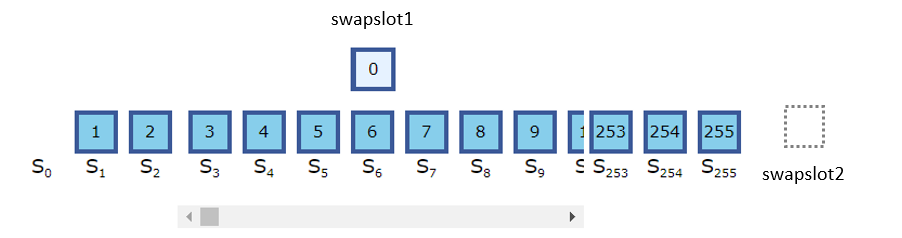 swapslot1
0
1 2 3 4 5 6 7 8 9 1 253 254 255
S₀ S₁ S₂ S₃ S₄ S₅ S₆ S₇ S₈ S₉ S S₂₅₃ S₂₅₄ S₂₅₅
swapslot2